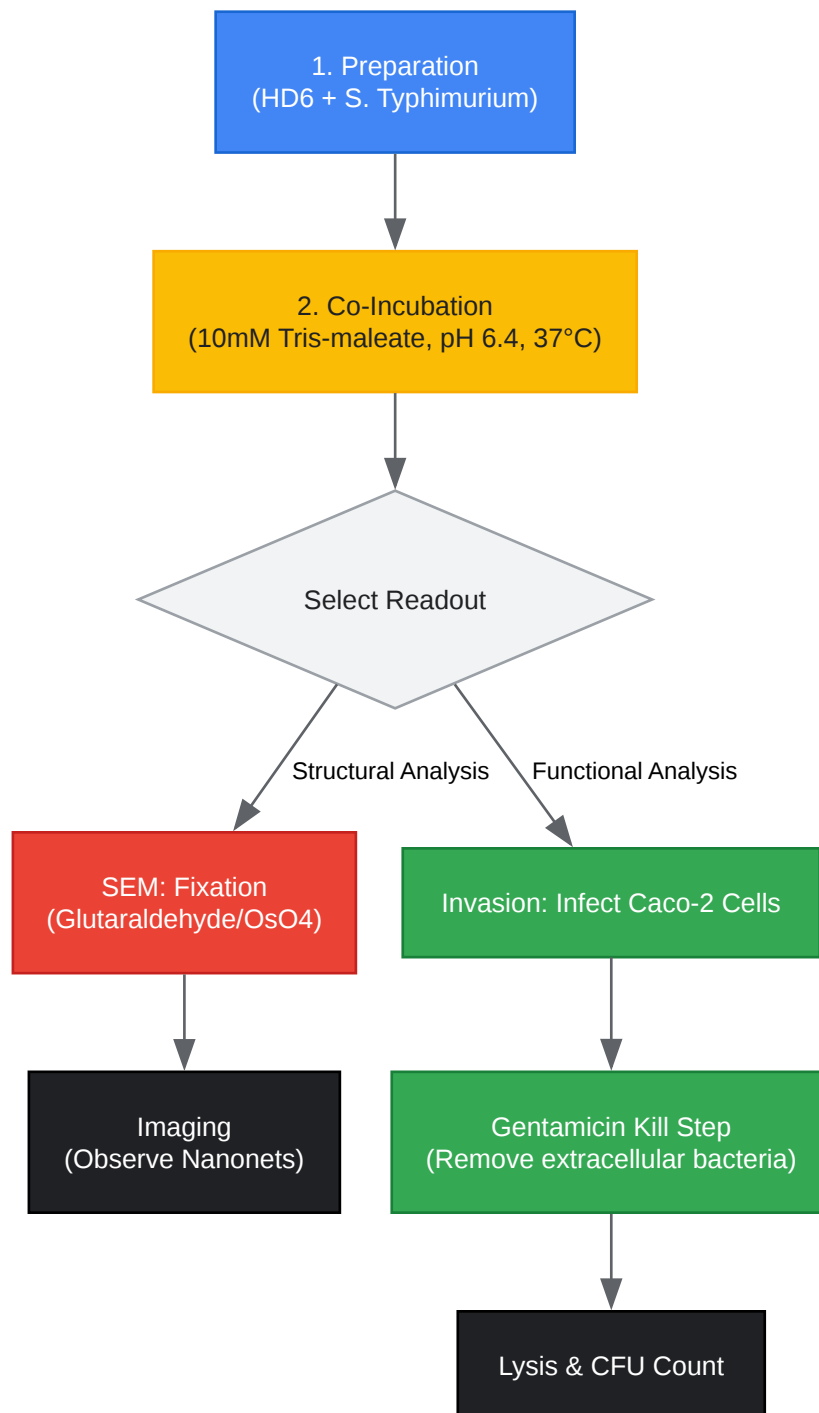 1. Preparation
(HD6 + S. Typhimurium)
2. Co-Incubation
(10mM Tris-maleate, pH 6.4, 37°C)
Select Readout
Structural Analysis
Functional Analysis
SEM: Fixation
(Glutaraldehyde/OsO4)
Invasion: Infect Caco-2 Cells
Imaging
(Observe Nanonets)
Gentamicin Kill Step
(Remove extracellular bacteria)
Lysis & CFU Count